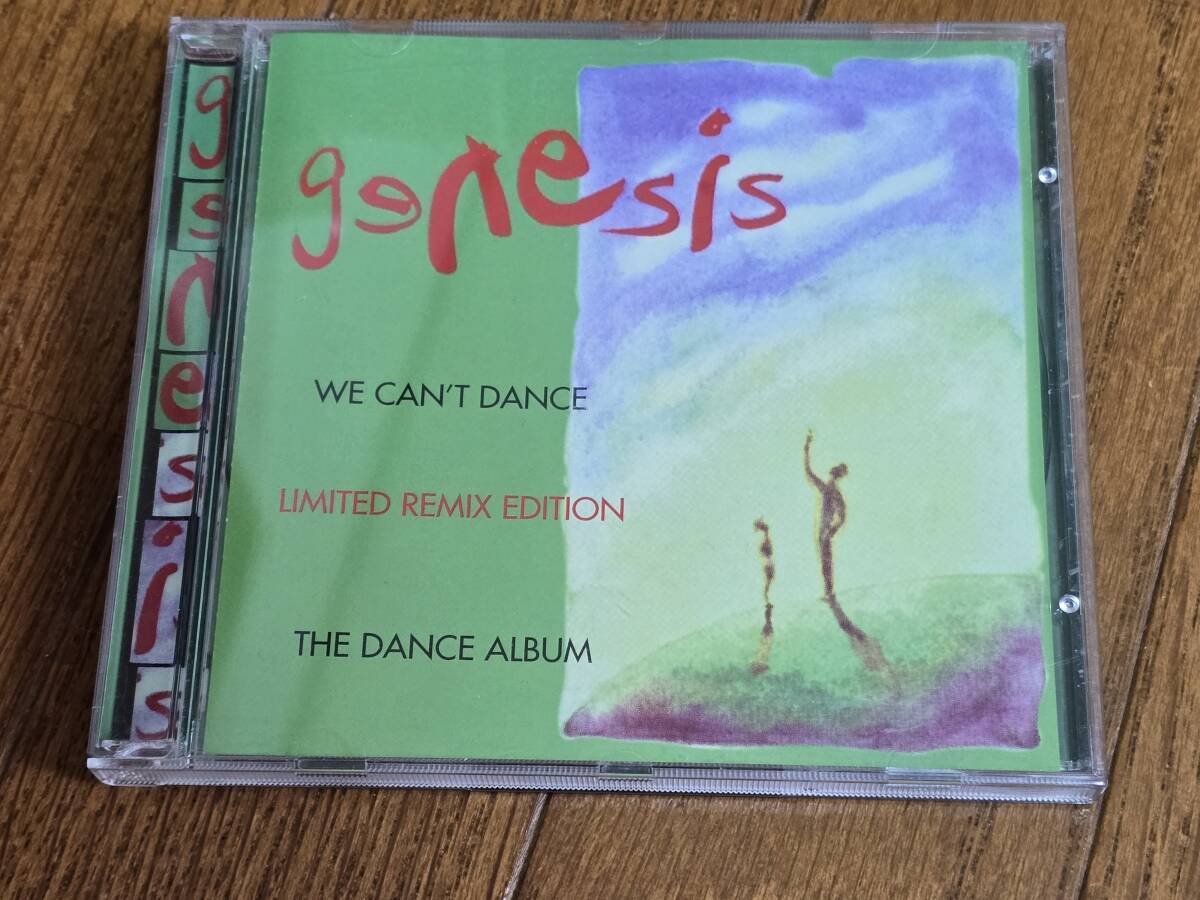 genesis
genesis
WE CAN'T DANCE
LIMITED REMIX EDITION
THE DANCE ALBUM